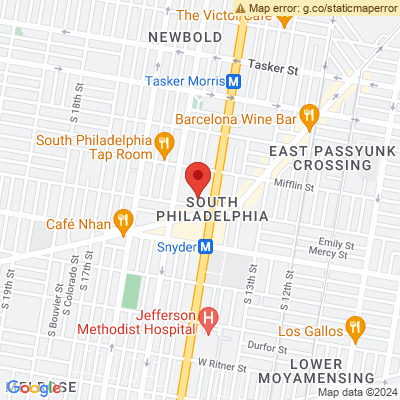 Map error: g.co/staticmaperror
The Victor Café
NEWBOLD
Tasker St
Tasker Morris M
S 18th St
Barcelona Wine Bar
South Philadelphia
Tap Room
EAST PASSYUNK
CROSSING
Mifflin St
SOUTH
PHILADELPHIA
Café Nhan
Snyder M
Emily St
Mercy St
S 19th St
S Bouvier St
S Colorado St
S 17th St
S 13th St
S 12th St
Jefferson
Methodist Hospital H
Los Gallos
Durfor St
W Ritner St
LOWER
MOYAMENSING
Google
Map data ©2024